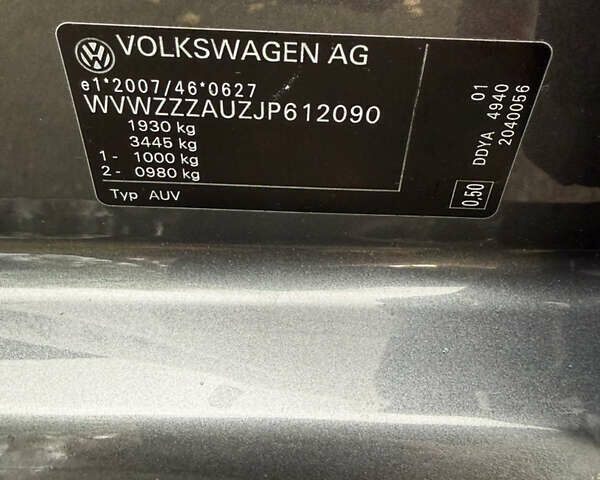 VOLKSWAGEN AG
e1*2007/46*0627
WVWZZZAUZJP612090
1930 kg
3445 kg
1- 1000 kg
2- 0980 kg
Typ AUV
01
DDYA 4940
2040056
0,50